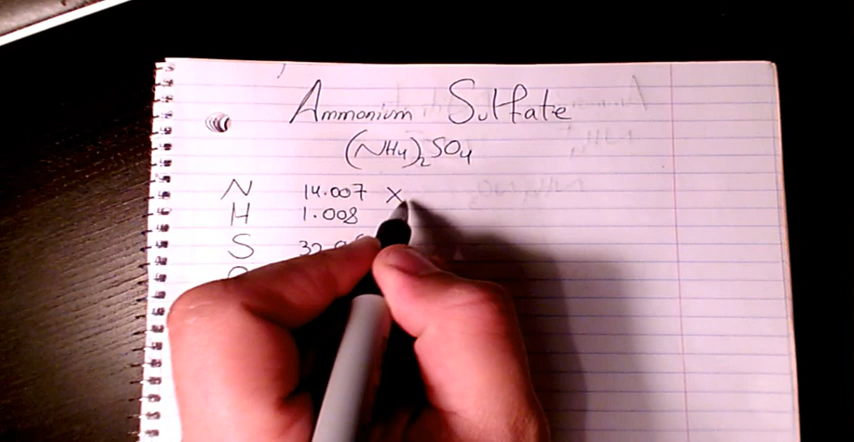 Ammonium Sulfate
(NH4)2SO4
N 14.007 X
H 1.008
S